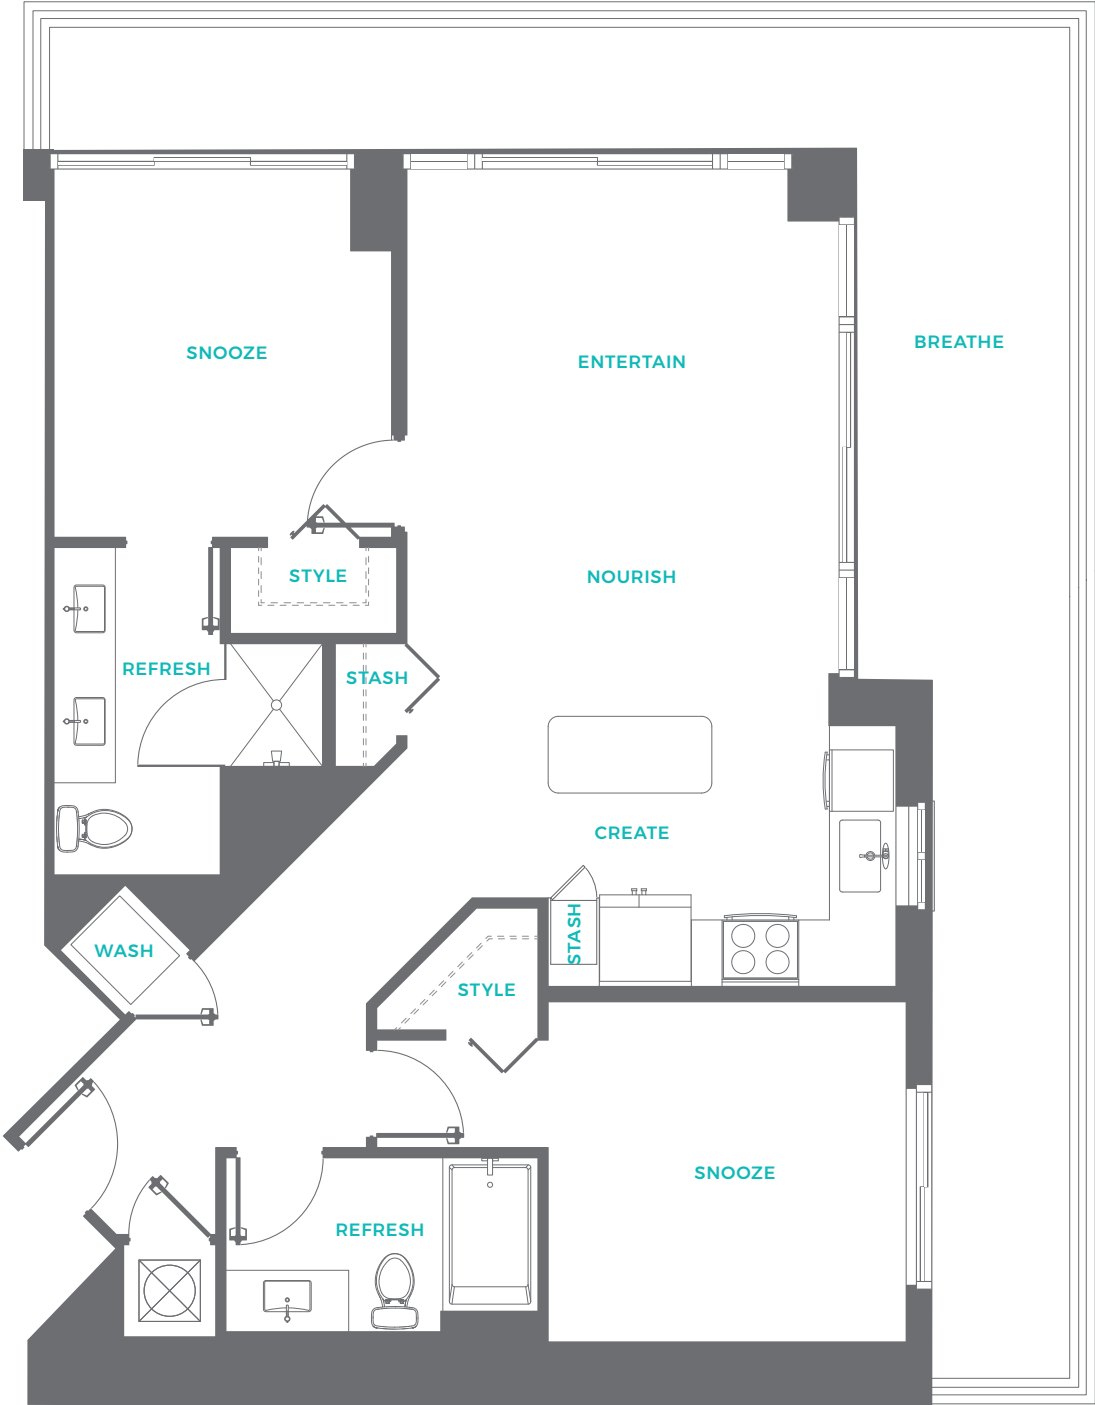 BREATHE
SNOOZE
ENTERTAIN
STYLE
NOURISH
REFRESH
STASH
CREATE
STASH
WASH
STYLE
SNOOZE
REFRESH